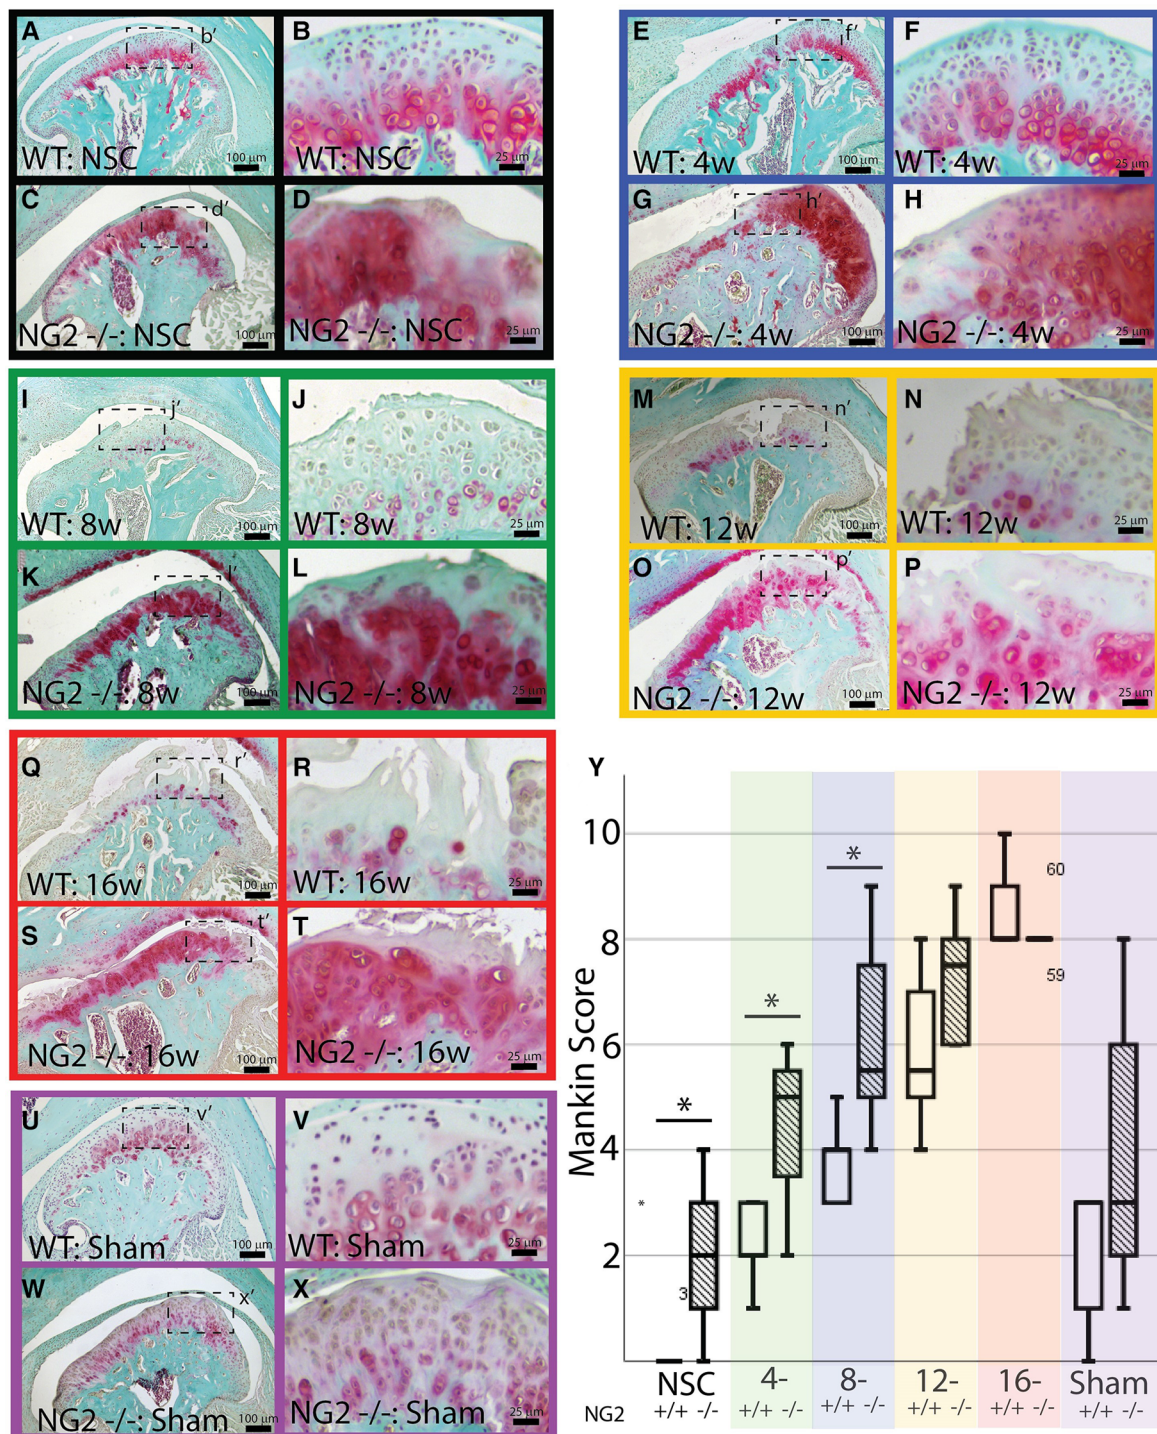 A
b’
WT: NSC
100 µm
B
WT: NSC
25 µm
C
d’
NG2 -/-: NSC
100 µm
D
NG2 -/-: NSC
25 µm
E
f’
WT: 4w
100 µm
F
WT: 4w
25 µm
G
h’
NG2 -/-: 4w
100 µm
H
NG2 -/-: 4w
25 µm
I
j’
WT: 8w
100 µm
J
WT: 8w
25 µm
K
l’
NG2 -/-: 8w
100 µm
L
NG2 -/-: 8w
25 µm
M
n’
WT: 12w
100 µm
N
WT: 12w
25 µm
O
p’
NG2 -/-: 12w
100 µm
P
NG2 -/-: 12w
25 µm
Q
r’
WT: 16w
100 µm
R
WT: 16w
25 µm
S
t’
NG2 -/-: 16w
100 µm
T
NG2 -/-: 16w
25 µm
U
v’
WT: Sham
100 µm
V
WT: Sham
25 µm
W
x’
NG2 -/-: Sham
100 µm
X
NG2 -/-: Sham
25 µm
Y
Mankin Score
10
8
6
4
2
*
*
*
*
3
60
59
NSC 4- 8- 12- 16- Sham
NG2 +/+ -/- +/+ -/- +/+ -/- +/+ -/- +/+ -/- +/+ -/-